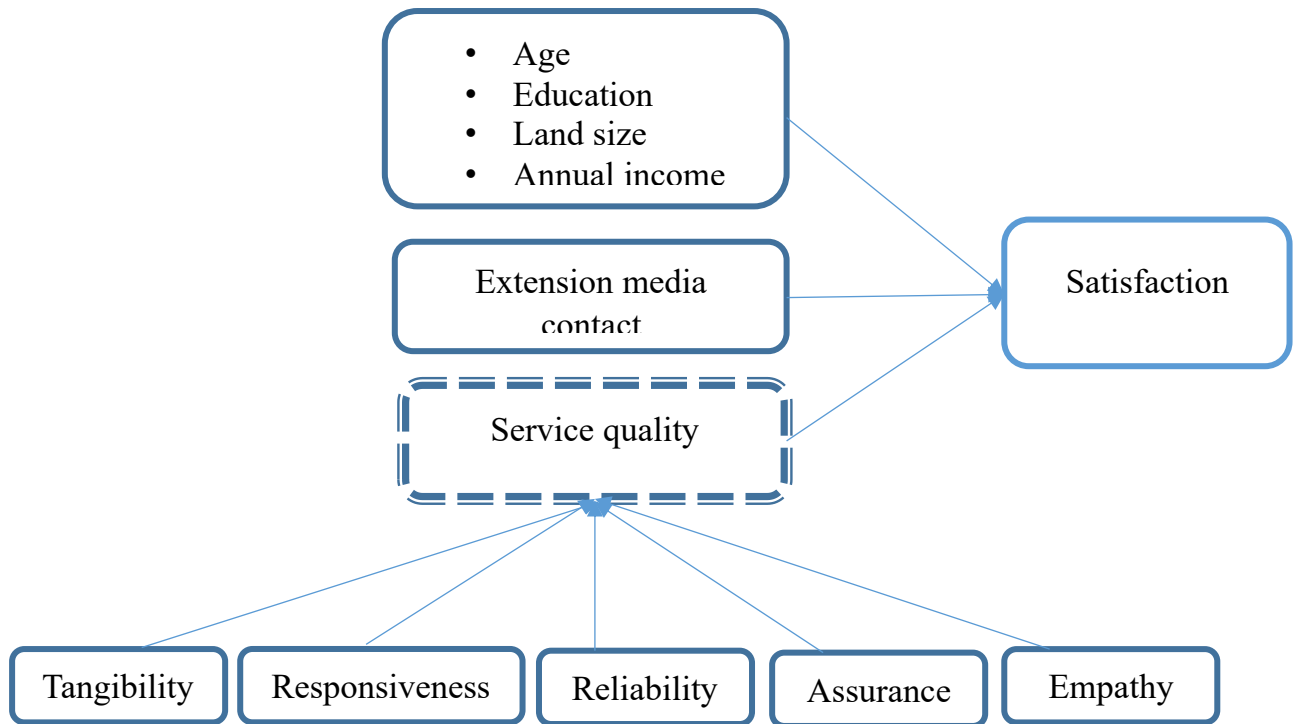 • Age
• Education
• Land size
• Annual income
Extension media
contact
Satisfaction
Service quality
Tangibility
Responsiveness
Reliability
Assurance
Empathy